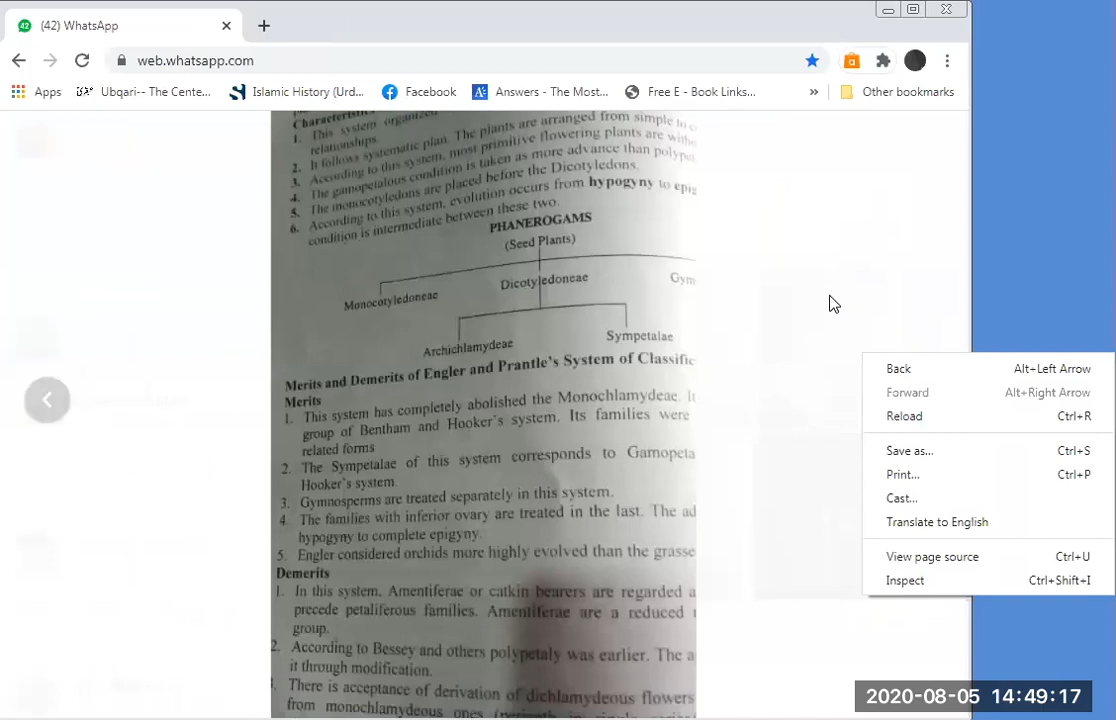 (42) WhatsApp
web.whatsapp.com
Apps Ubqari-- The Cente... Islamic History (Urd... Facebook Answers - The Most... Free E - Book Links... » Other bookmarks
Characteristics
1. This system organized
relationships.
2. It follows systematic plan. The plants are arranged from simple to
3. According to this system, most primitive flowering plants are
4. The gamopetalous condition is taken as more advance than
5. The monocotyledons are placed before the Dicotyledons.
6. According to this system, evolution occurs from hypogyny to
condition is intermediate between these two.
PHANEROGAMS
(Seed Plants)
Monocotyledoneae Dicotyledoneae Gym
Archichlamydeae Sympetalae
Merits and Demerits of Engler and Prantle's System of Classific
Merits
1. This system has completely abolished the Monochlamydeae. It
group of Bentham and Hooker's system. Its families were
related forms
2. The Sympetalae of this system corresponds to Gamopeta
Hooker's system.
3. Gymnosperms are treated separately in this system.
4 The families with inferior ovary are treated in the last. The ad
hypogyny to complete epigyny.
5. Engler considered orchids more highly evolved than the grasse
Demerits
1. In this system, Amentiferae or catkin bearers are regarded a
precede petaliferous families. Amentiferae are a reduced
group.
2. According to Bessey and others polypetaly was earlier. The a
it through modification.
There is acceptance of derivation of dichlamydeous flowers
from monochlamydeous ones
Back Alt+Left Arrow
Forward Alt+Right Arrow
Reload Ctrl+R
Save as... Ctrl+S
Print... Ctrl+P
Cast...
Translate to English
View page source Ctrl+U
Inspect Ctrl+Shift+I
2020-08-05 14:49:17